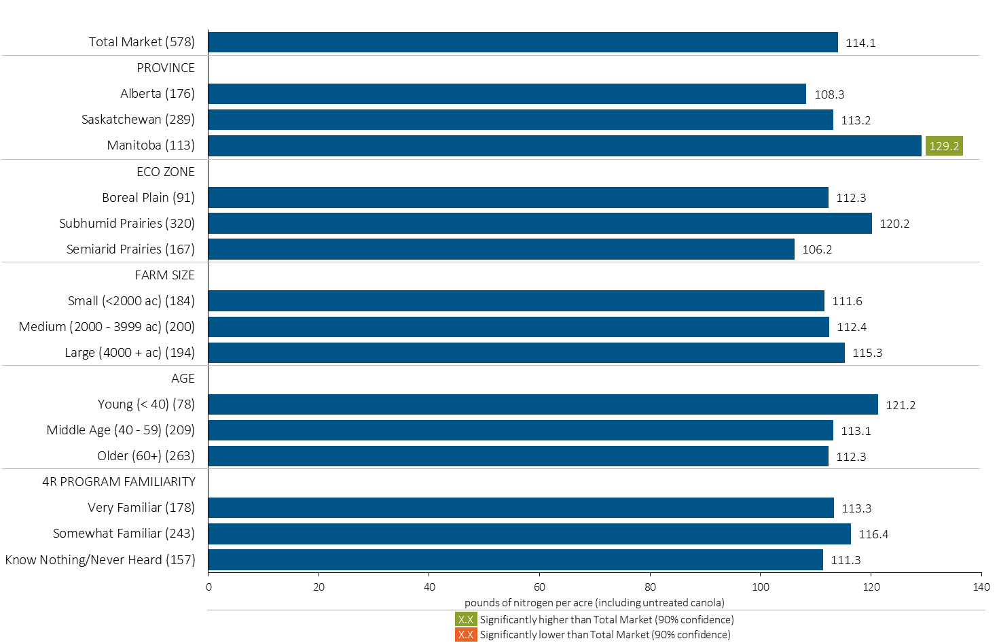 Total Market (578) 114.1
PROVINCE
Alberta (176) 108.3
Saskatchewan (289) 113.2
Manitoba (113) 129.2
ECO ZONE
Boreal Plain (91) 112.3
Subhumid Prairies (320) 120.2
Semiarid Prairies (167) 106.2
FARM SIZE
Small (<2000 ac) (184) 111.6
Medium (2000 - 3999 ac) (200) 112.4
Large (4000 + ac) (194) 115.3
AGE
Young (< 40) (78) 121.2
Middle Age (40 - 59) (209) 113.1
Older (60+) (263) 112.3
4R PROGRAM FAMILIARITY
Very Familiar (178) 113.3
Somewhat Familiar (243) 116.4
Know Nothing/Never Heard (157) 111.3
0 20 40 60 80 100 120 140
pounds of nitrogen per acre (including untreated canola)
X.X Significantly higher than Total Market (90% confidence)
X.X Significantly lower than Total Market (90% confidence)